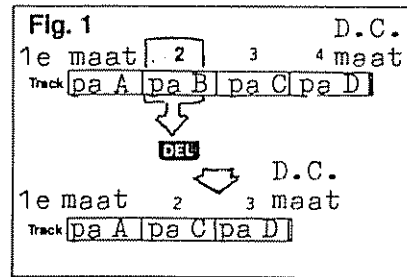 Fig. 1
D.C.
1e maat 2 3 4 maat
Track pa A pa B pa C pa D
DEL
D.C.
1e maat 2 3 maat
Track pa A pa C pa D